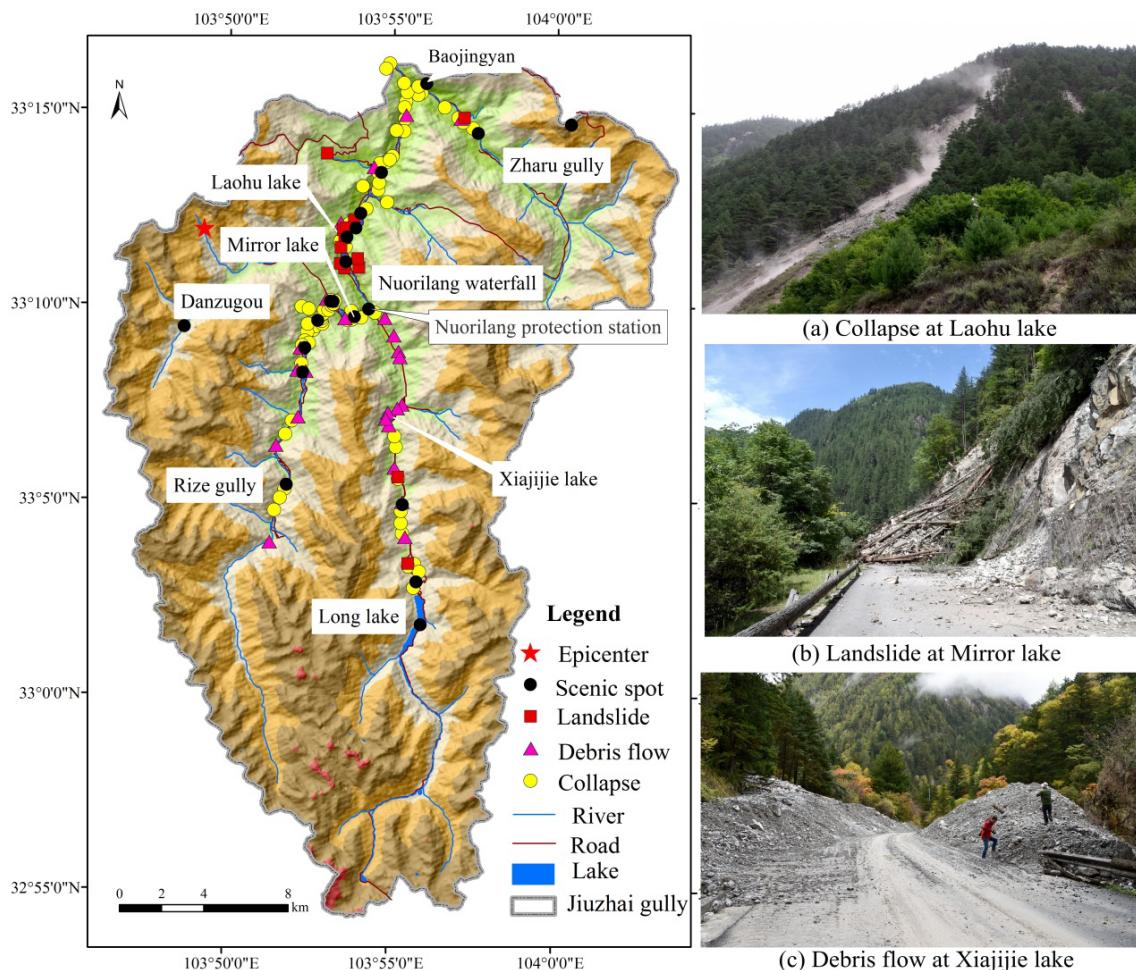 103°50'0"E 103°55'0"E 104°0'0"E
N
33°15'0"N
33°10'0"N
33°5'0"N
33°0'0"N
32°55'0"N
Baojingyan
Zharu gully
Laohu lake
Mirror lake
Nuorilang waterfall
Danzugou
Nuorilang protection station
Rize gully
Xiajijie lake
Long lake
Legend
Epicenter
Scenic spot
Landslide
Debris flow
Collapse
River
Road
Lake
Jiuzhai gully
0 2 4 8
km
103°50'0"E 103°55'0"E 104°0'0"E
(a) Collapse at Laohu lake
(b) Landslide at Mirror lake
(c) Debris flow at Xiajijie lake